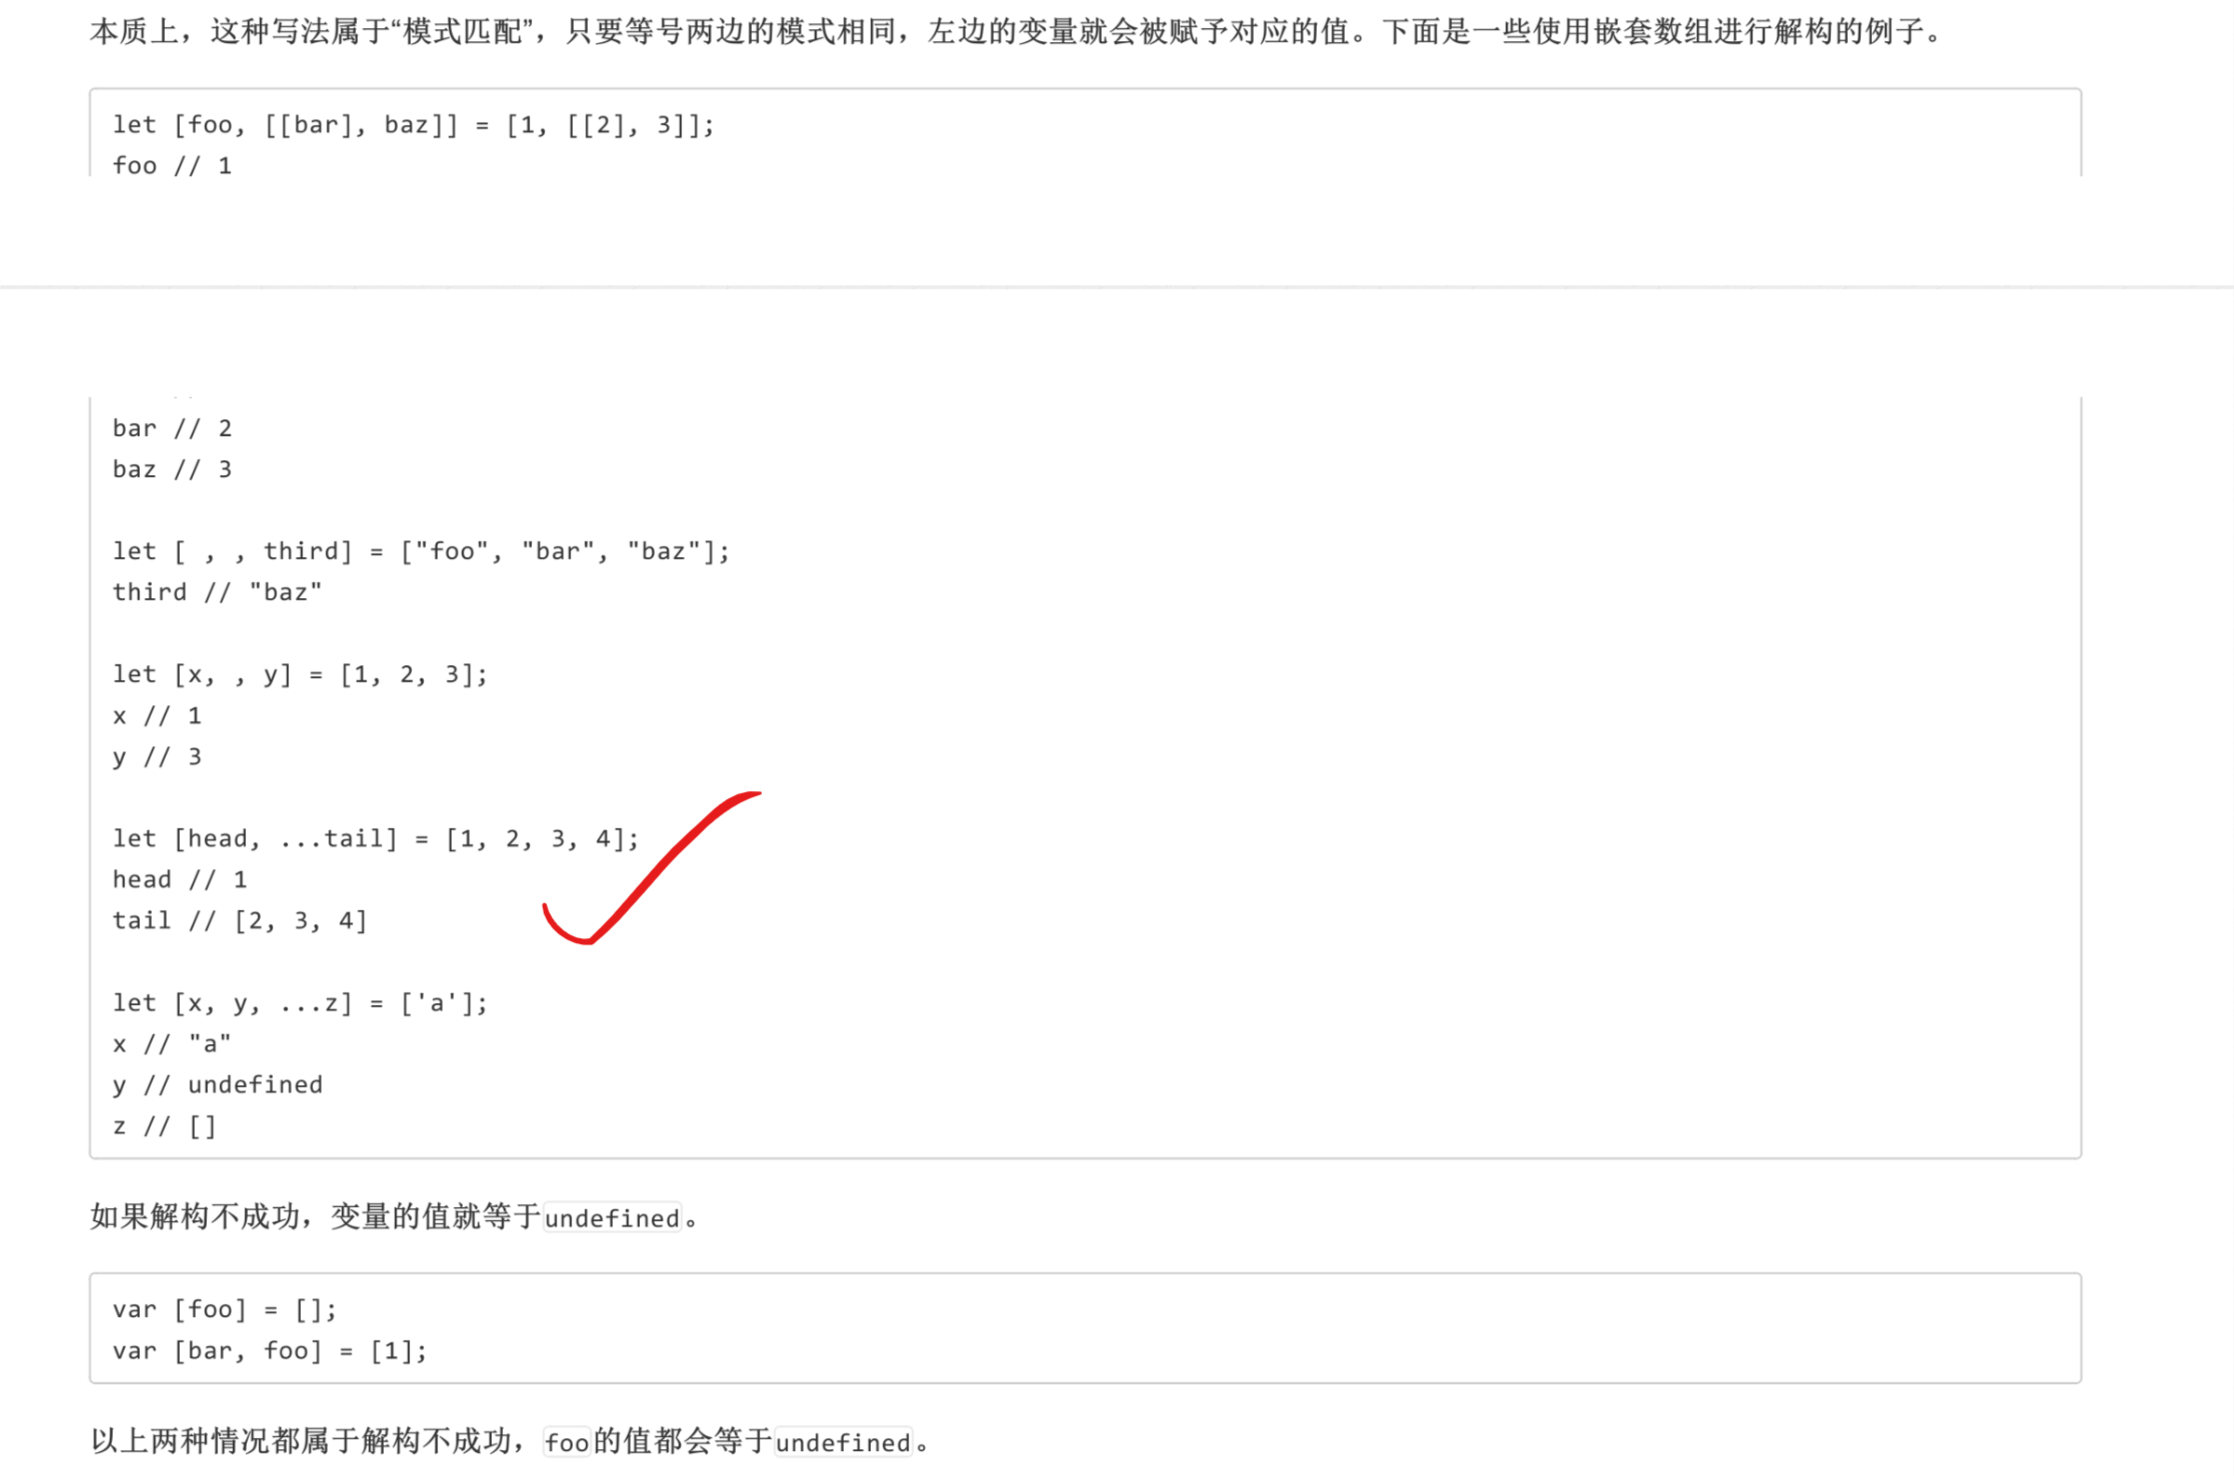 本质上，这种写法属于“模式匹配”，只要等号两边的模式相同，左边的变量就会被赋予对应的值。下面是一些使用嵌套数组进行解构的例子。
let [foo, [[bar], baz]] = [1, [[2], 3]];
foo // 1
bar // 2
baz // 3
let [ , , third] = ["foo", "bar", "baz"];
third // "baz"
let [x, , y] = [1, 2, 3];
x // 1
y // 3
let [head, ...tail] = [1, 2, 3, 4];
head // 1
tail // [2, 3, 4]
let [x, y, ...z] = ['a'];
x // "a"
y // undefined
z // []
如果解构不成功，变量的值就等于undefined。
var [foo] = [];
var [bar, foo] = [1];
以上两种情况都属于解构不成功，foo的值都会等于undefined。